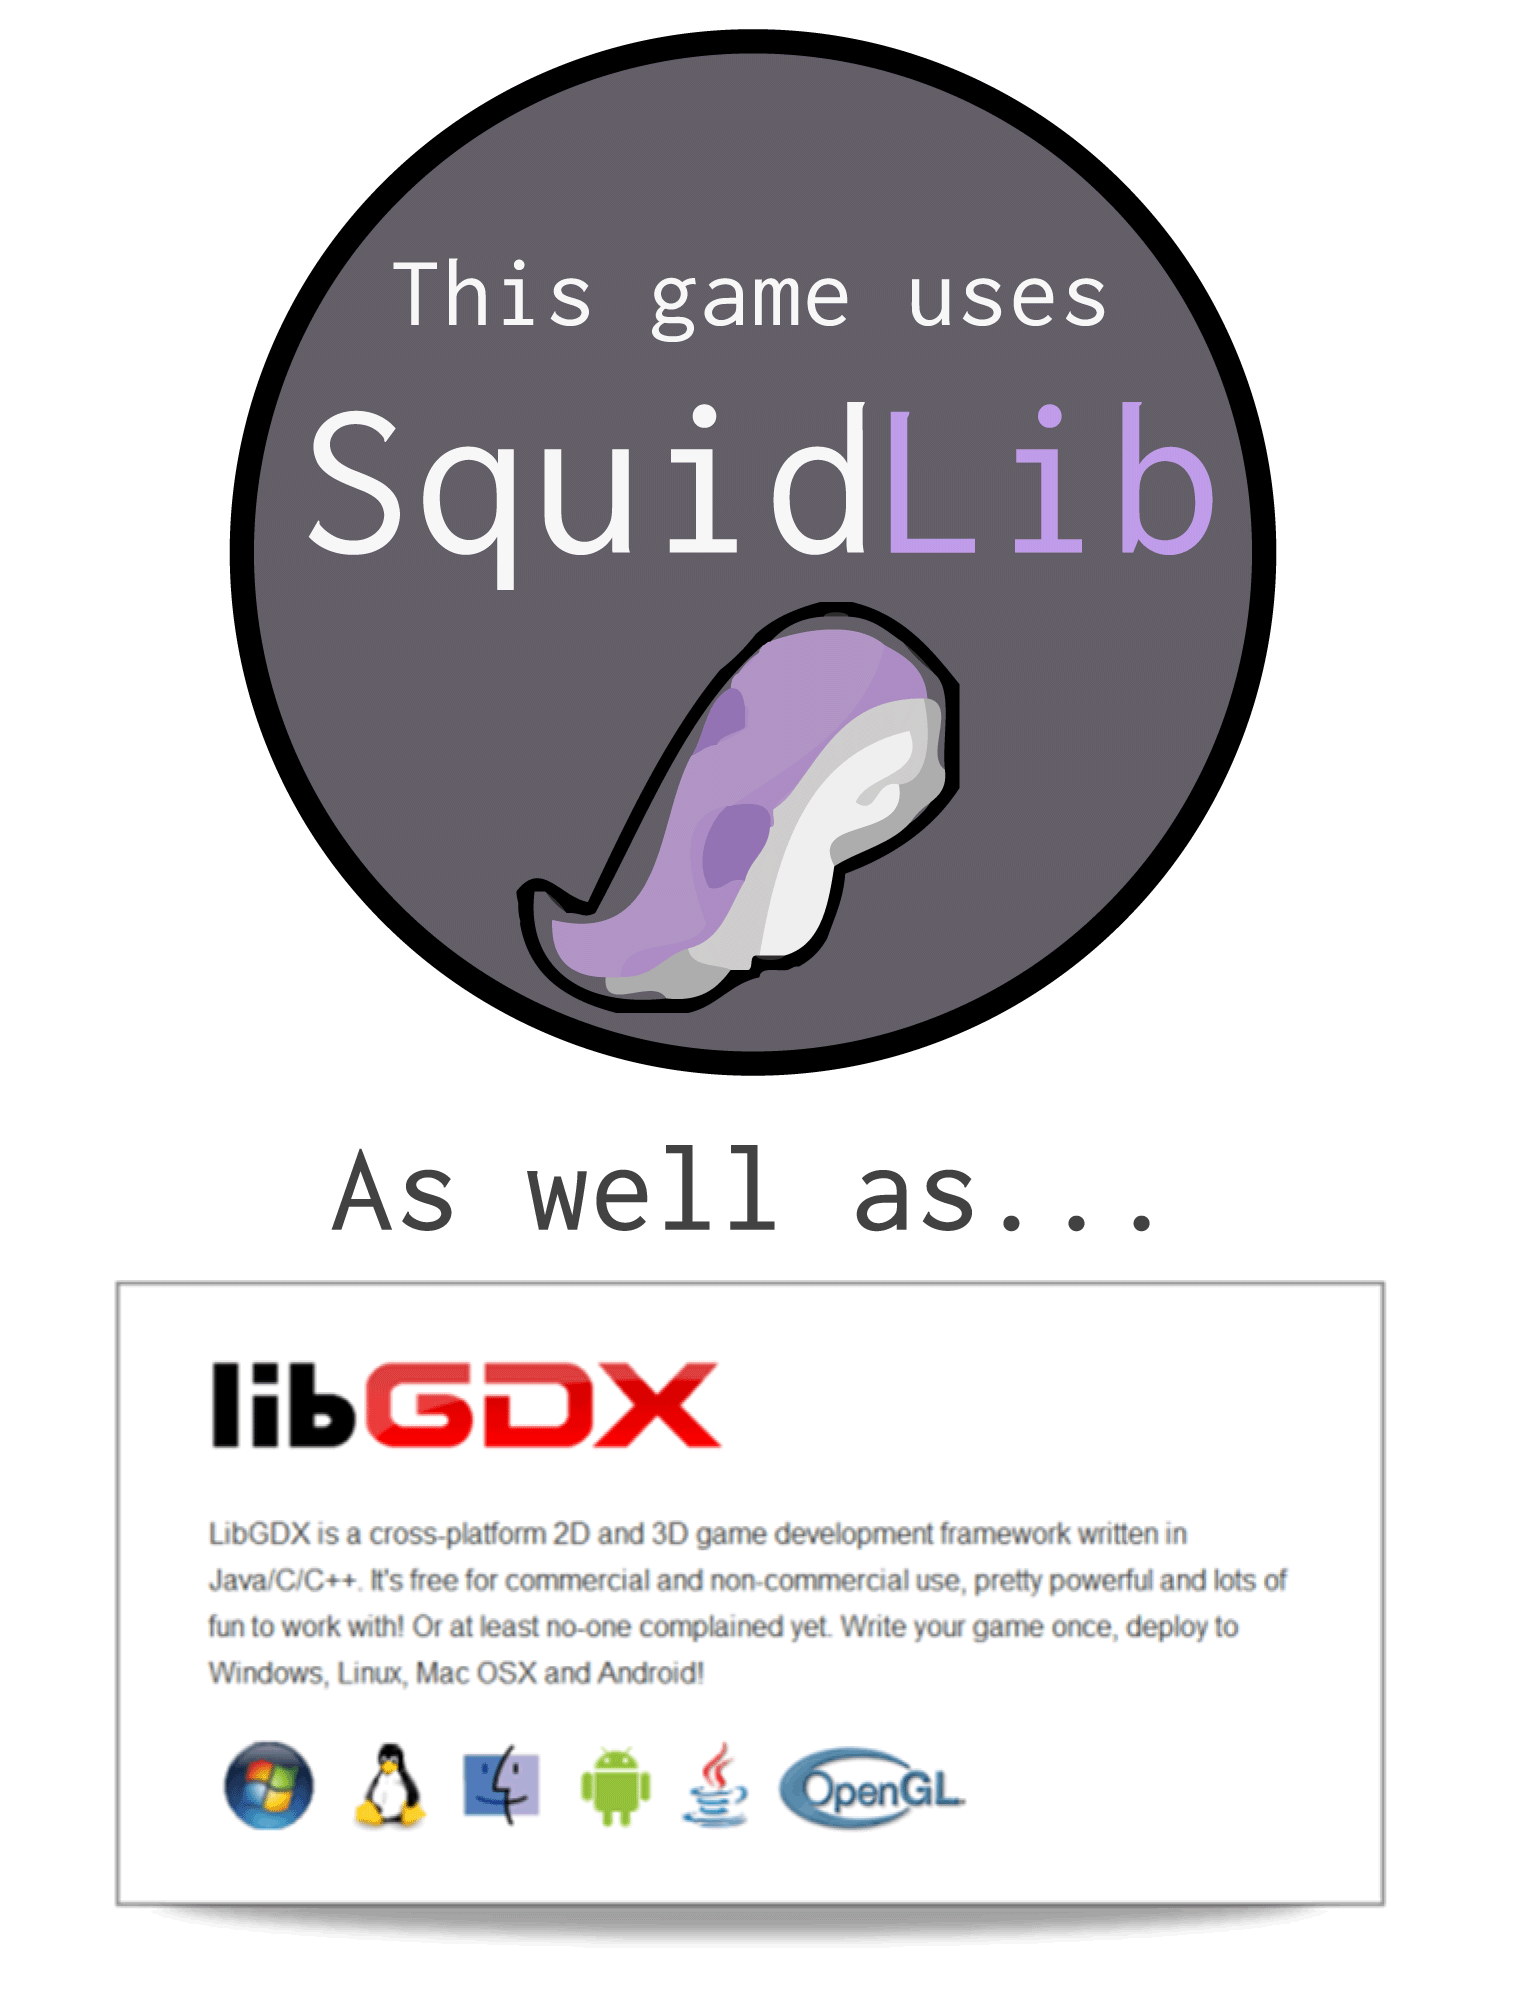 This game uses
SquidLib
As well as...
libGDX
LibGDX is a cross-platform 2D and 3D game development framework written in
Java/C/C++. It's free for commercial and non-commercial use, pretty powerful and lots of
fun to work with! Or at least no-one complained yet. Write your game once, deploy to
Windows, Linux, Mac OSX and Android!
OpenGL